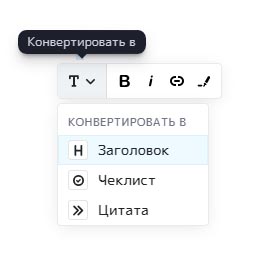 Конвертировать в
T B i
КОНВЕРТИРОВАТЬ В
H Заголовок
Чеклист
Цитата